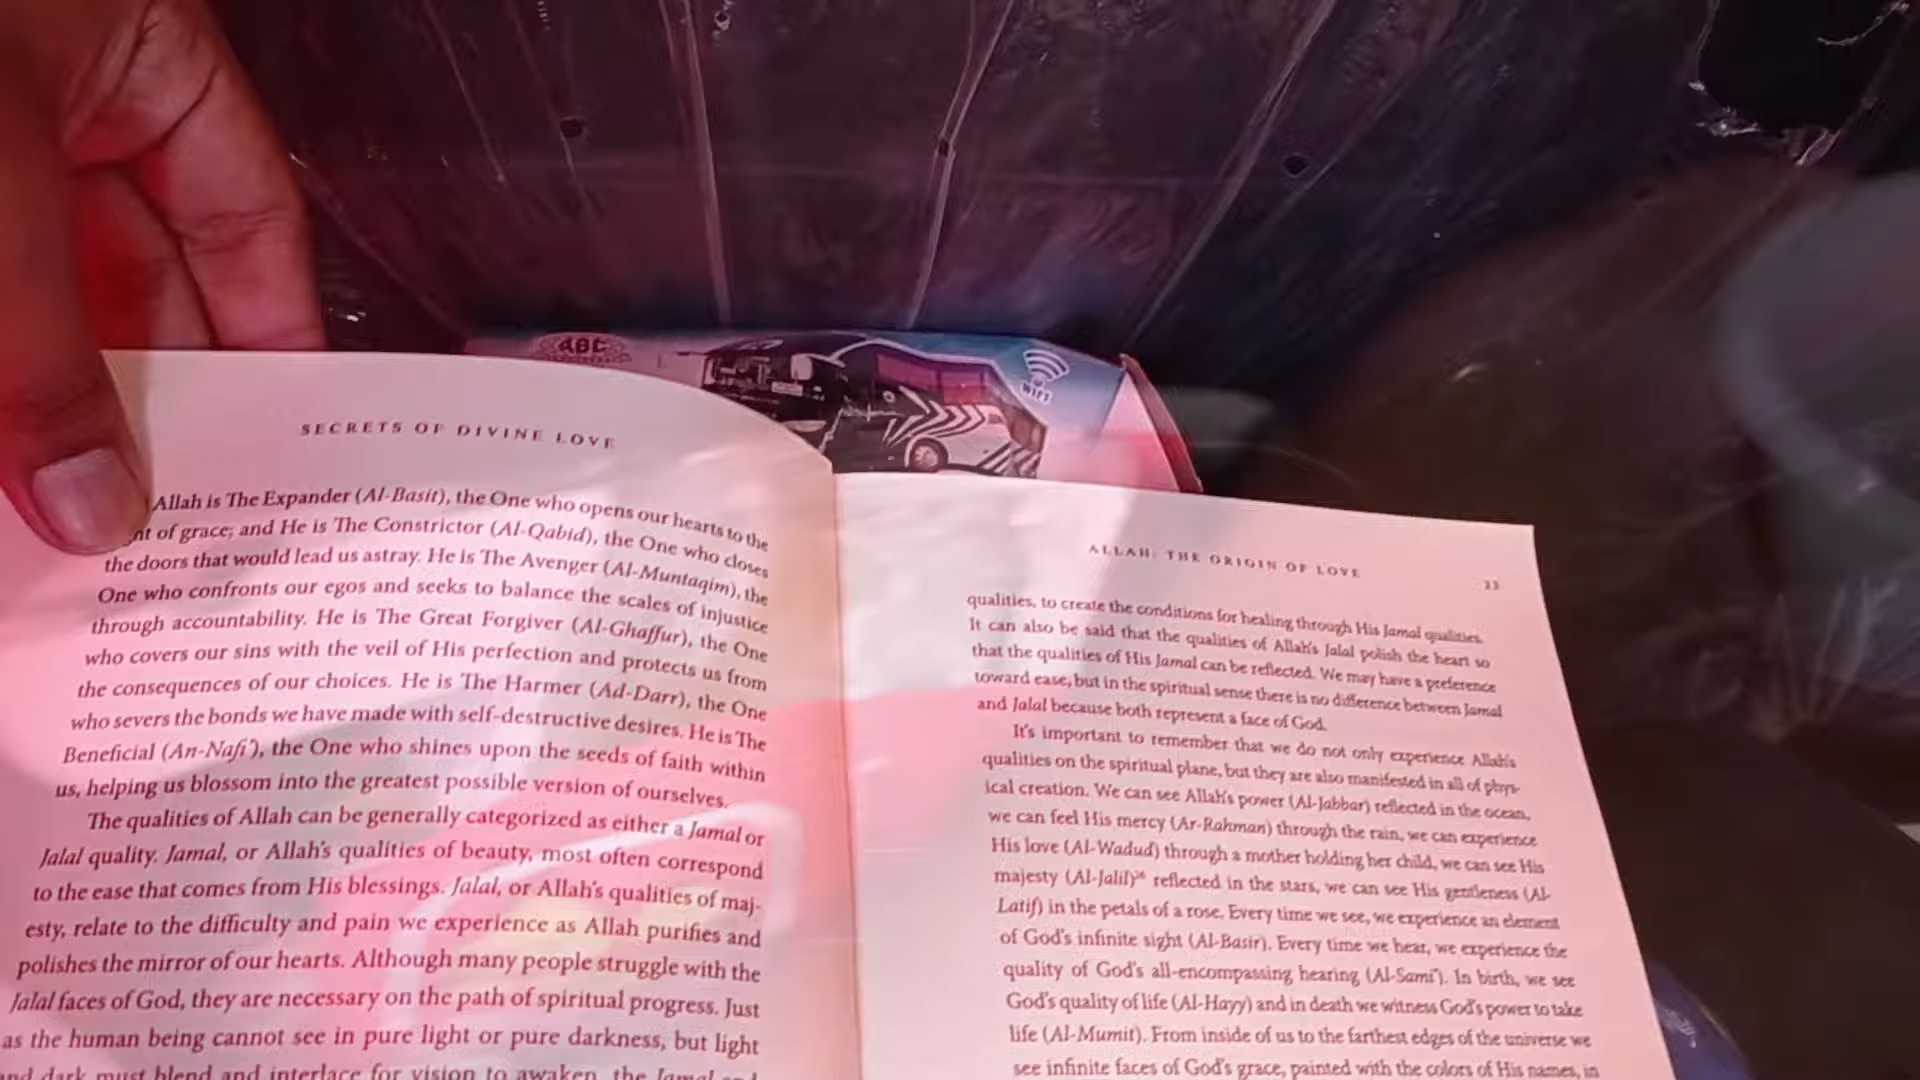 ABC
WIFI
SECRETS OF DIVINE LOVE
Allah is The Expander (Al-Basit), the One who opens our hearts to the
of grace; and He is The Constrictor (Al-Qabid), the One who closes
the doors that would lead us astray. He is The Avenger (Al-Muntaqim), the
One who confronts our egos and seeks to balance the scales of injustice
through accountability. He is The Great Forgiver (Al-Ghaffur), the One
who covers our sins with the veil of His perfection and protects us from
the consequences of our choices. He is The Harmer (Ad-Darr), the One
who severs the bonds we have made with self-destructive desires. He is The
Beneficial (An-Nafi'), the One who shines upon the seeds of faith within
us, helping us blossom into the greatest possible version of ourselves.
The qualities of Allah can be generally categorized as either a Jamal or
Jalal quality. Jamal, or Allah's qualities of beauty, most often correspond
to the ease that comes from His blessings. Jalal, or Allah's qualities of maj-
esty, relate to the difficulty and pain we experience as Allah purifies and
polishes the mirror of our hearts. Although many people struggle with the
Jalal faces of God, they are necessary on the path of spiritual progress. Just
as the human being cannot see in pure light or pure darkness, but light
and dark must blend and interlace for vision to awaken, the Jamal and
ALLAH: THE ORIGIN OF LOVE
23
qualities, to create the conditions for healing through His Jamal qualities.
It can also be said that the qualities of Allah's Jalal polish the heart so
that the qualities of His Jamal can be reflected. We may have a preference
toward ease, but in the spiritual sense there is no difference between Jamal
and Jalal because both represent a face of God.
It's important to remember that we do not only experience Allah's
qualities on the spiritual plane, but they are also manifested in all of phys-
ical creation. We can see Allah's power (Al-Jabbar) reflected in the ocean,
we can feel His mercy (Ar-Rahman) through the rain, we can experience
His love (Al-Wadud) through a mother holding her child, we can see His
majesty (Al-Jalil)²⁶ reflected in the stars, we can see His gentleness (Al-
Latif) in the petals of a rose. Every time we see, we experience an element
of God's infinite sight (Al-Basir). Every time we hear, we experience the
quality of God's all-encompassing hearing (Al-Sami'). In birth, we see
God's quality of life (Al-Hayy) and in death we witness God's power to take
life (Al-Mumit). From inside of us to the farthest edges of the universe we
see infinite faces of God's grace, painted with the colors of His names, in